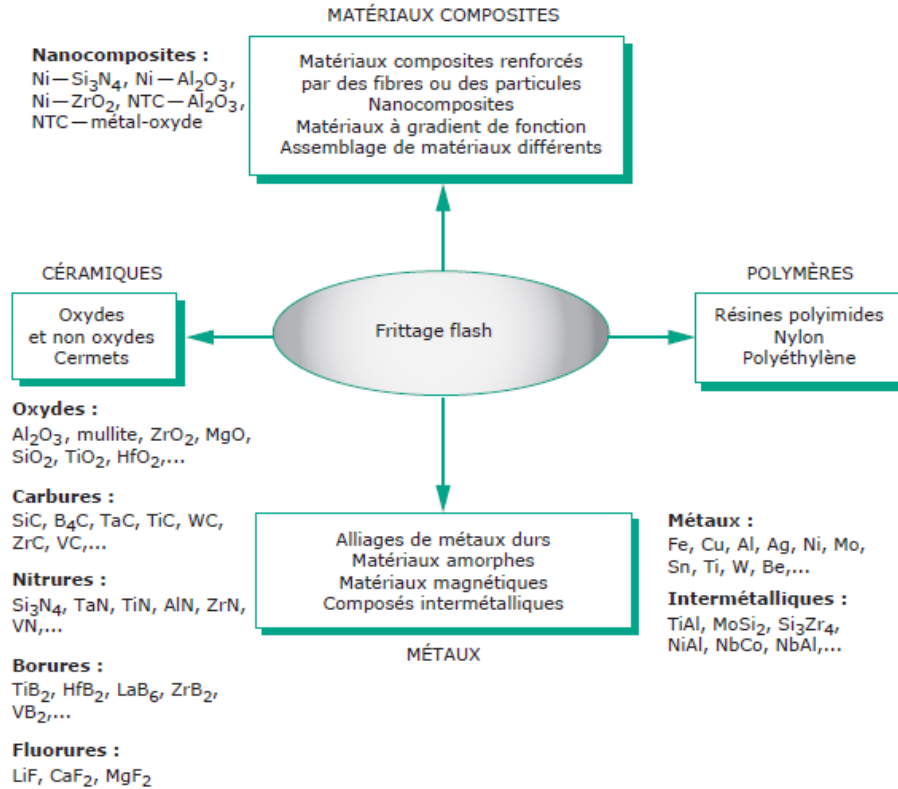 MATÉRIAUX COMPOSITES
Nanocomposites :
Ni—Si₃N₄, Ni—Al₂O₃,
Ni—ZrO₂, NTC—Al₂O₃,
NTC—métal-oxyde
Matériaux composites renforcés
par des fibres ou des particules
Nanocomposites
Matériaux à gradient de fonction
Assemblage de matériaux différents
CÉRAMIQUES
Oxydes
et non oxydes
Cermets
Frittage flash
POLYMÈRES
Résines polyimides
Nylon
Polyéthylène
Oxydes :
Al₂O₃, mullite, ZrO₂, MgO,
SiO₂, TiO₂, HfO₂,...
Carbures :
SiC, B₄C, TaC, TiC, WC,
ZrC, VC,...
Nitrures :
Si₃N₄, TaN, TiN, AlN, ZrN,
VN,...
Borures :
TiB₂, HfB₂, LaB₆, ZrB₂,
VB₂,...
Fluorures :
LiF, CaF₂, MgF₂
Alliages de métaux durs
Matériaux amorphes
Matériaux magnétiques
Composés intermétalliques
MÉTAUX
Métaux :
Fe, Cu, Al, Ag, Ni, Mo,
Sn, Ti, W, Be,...
Intermétalliques :
TiAl, MoSi₂, Si₃Zr₄,
NiAl, NbCo, NbAl,...